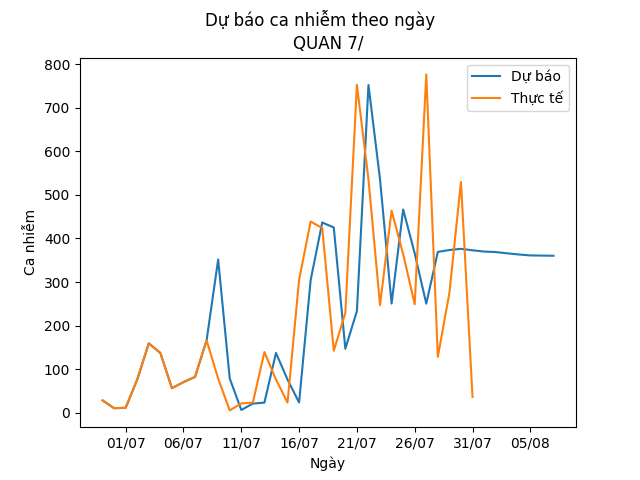 Dự báo ca nhiễm theo ngày
QUAN 7/
Dự báo
Thực tế
800
700
600
500
400
300
200
100
0
Ca nhiễm
01/07 06/07 11/07 16/07 21/07 26/07 31/07 05/08
Ngày